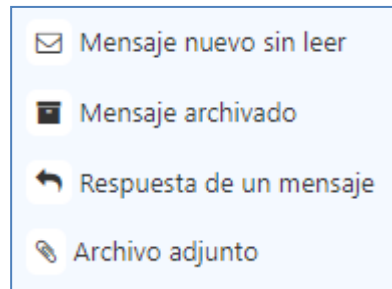 Mensaje nuevo sin leer
Mensaje archivado
Respuesta de un mensaje
Archivo adjunto